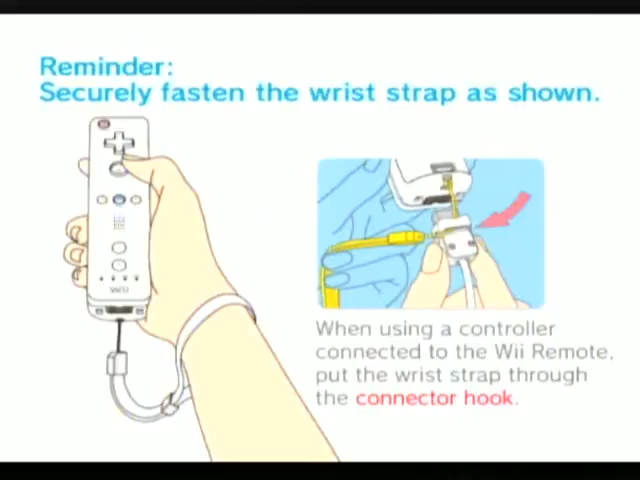 Reminder:
Securely fasten the wrist strap as shown.
Wii
When using a controller
connected to the Wii Remote,
put the wrist strap through
the connector hook.